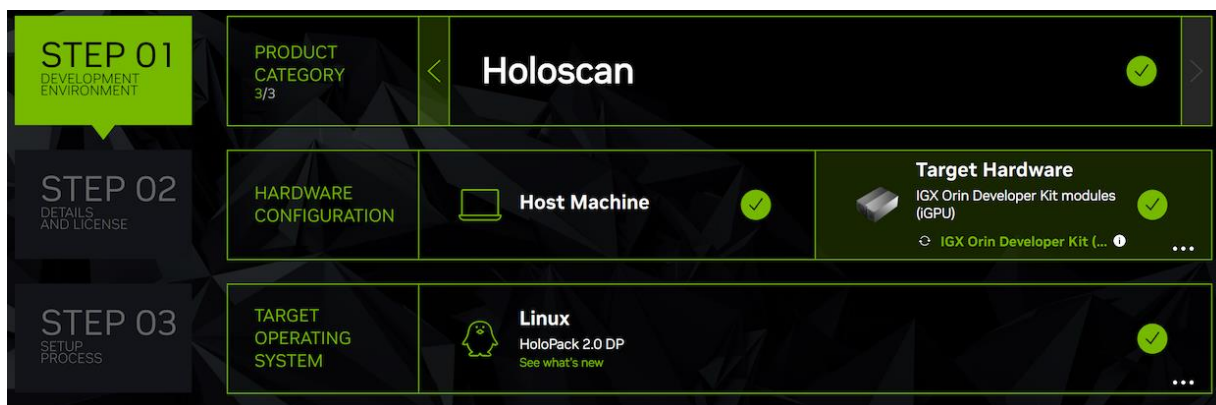 STEP 01
DEVELOPMENT
ENVIRONMENT
PRODUCT
CATEGORY
3/3
Holoscan
STEP 02
DETAILS
AND LICENSE
HARDWARE
CONFIGURATION
Host Machine
Target Hardware
IGX Orin Developer Kit modules
(iGPU)
IGX Orin Developer Kit (...
STEP 03
SETUP
PROCESS
TARGET
OPERATING
SYSTEM
Linux
HoloPack 2.0 DP
See what's new